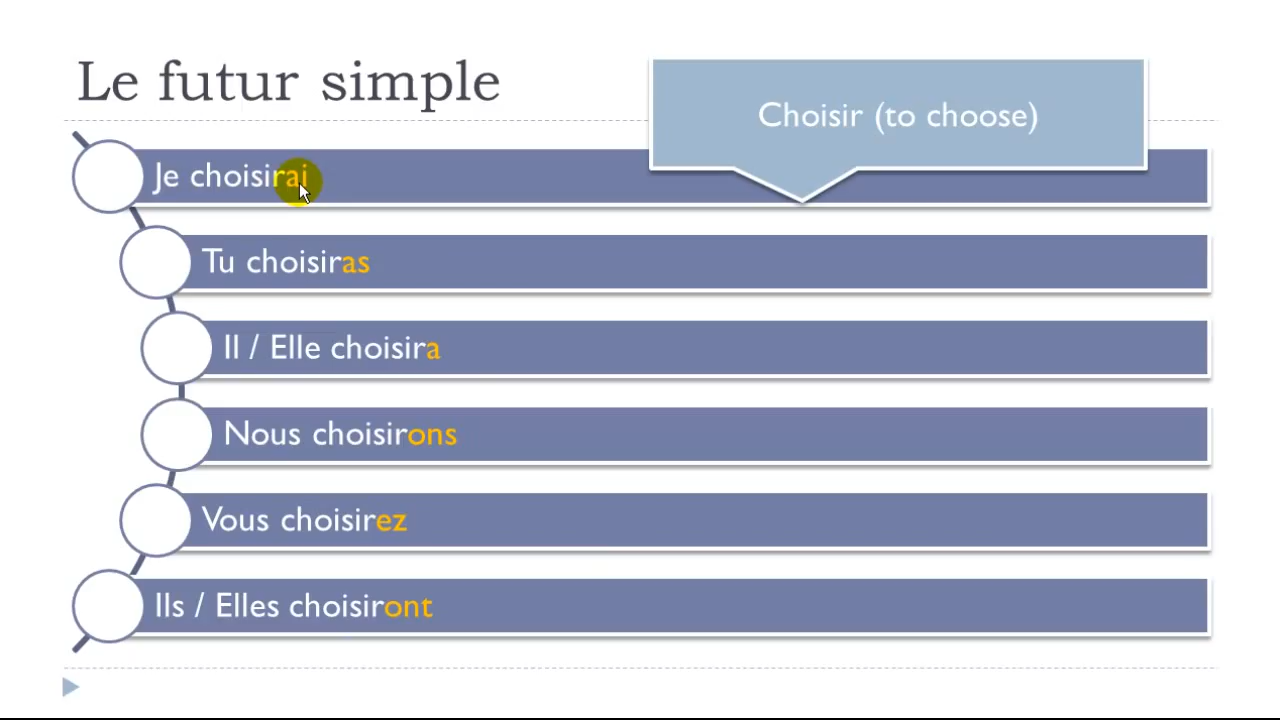 Le futur simple
Choisir (to choose)
Je choisirai
Tu choisiras
Il / Elle choisira
Nous choisirons
Vous choisirez
Ils / Elles choisiront